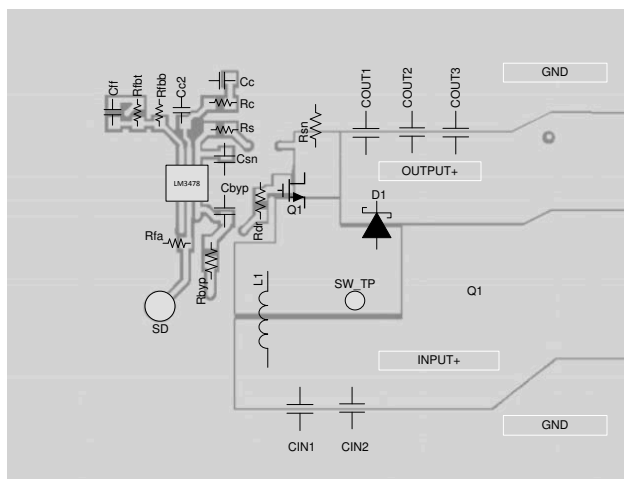 Cff
Rfbt
Rfbb
Cc2
Cc
Rc
Rs
Csn
LM3478
Cbyp
Rfa
Rbyp
Rdr
SD
Rsn
Q1
COUT1
COUT2
COUT3
GND
OUTPUT+
D1
L1
SW_TP
Q1
INPUT+
CIN1
CIN2
GND